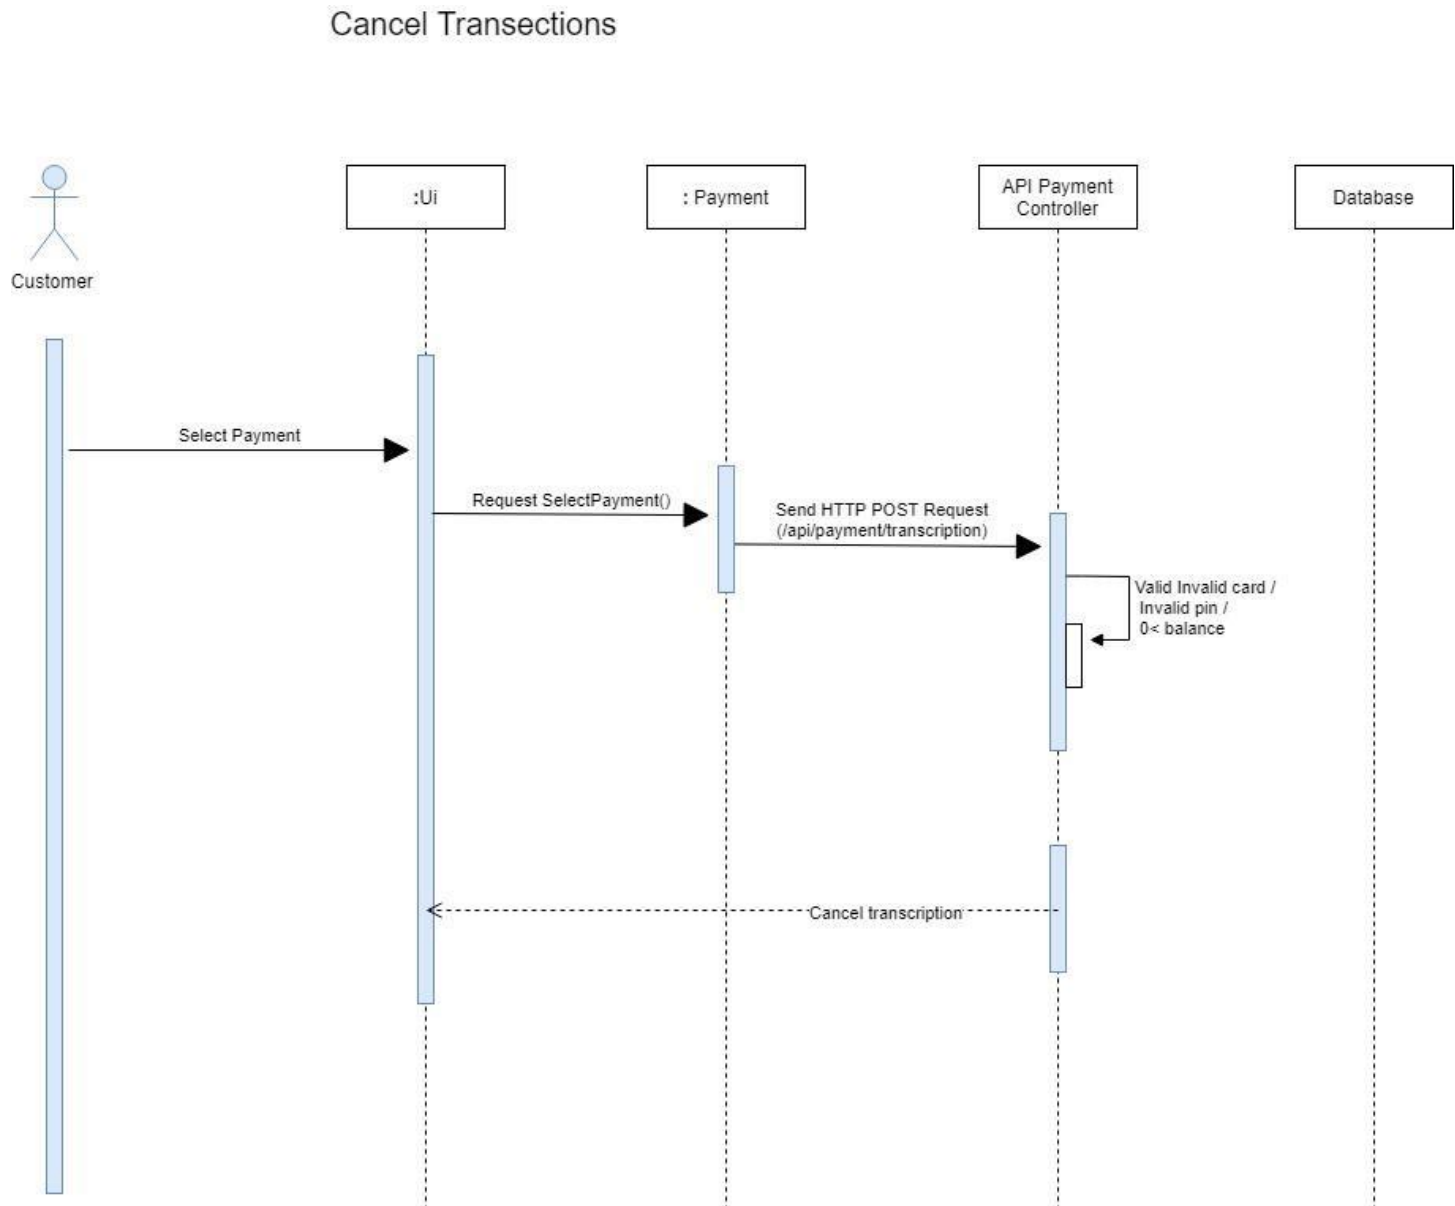 Cancel Transections
:Ui
: Payment
API Payment
Controller
Database
Customer
Select Payment
Request SelectPayment()
Send HTTP POST Request
(/api/payment/transcription)
Valid Invalid card /
Invalid pin /
0< balance
Cancel transcription